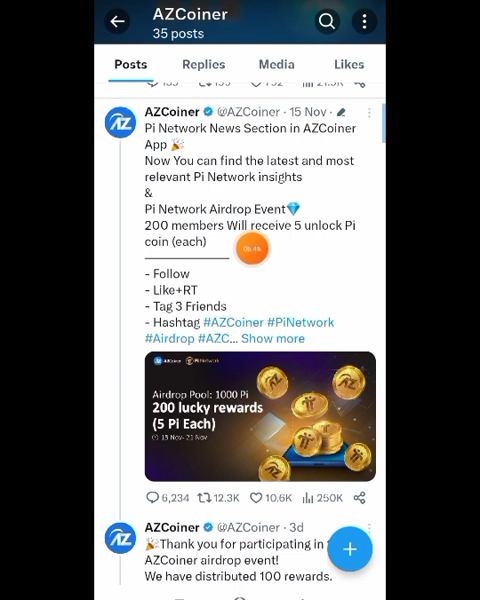 AZCoiner
35 posts
Posts Replies Media Likes
AZCoiner @AZCoiner · 15 Nov ·
Pi Network News Section in AZCoiner
App 🎉
Now You can find the latest and most
relevant Pi Network insights
&
Pi Network Airdrop Event💎
200 members Will receive 5 unlock Pi
coin (each)
- Follow
- Like+RT
- Tag 3 Friends
- Hashtag #AZCoiner #PiNetwork
#Airdrop #AZC... Show more
AZCoiner Pi Network
Airdrop Pool: 1000 Pi
200 lucky rewards
(5 Pi Each)
6,234 12.3K 10.6K 250K
AZCoiner @AZCoiner · 3d
🎉Thank you for participating in
AZCoiner airdrop event!
We have distributed 100 rewards.